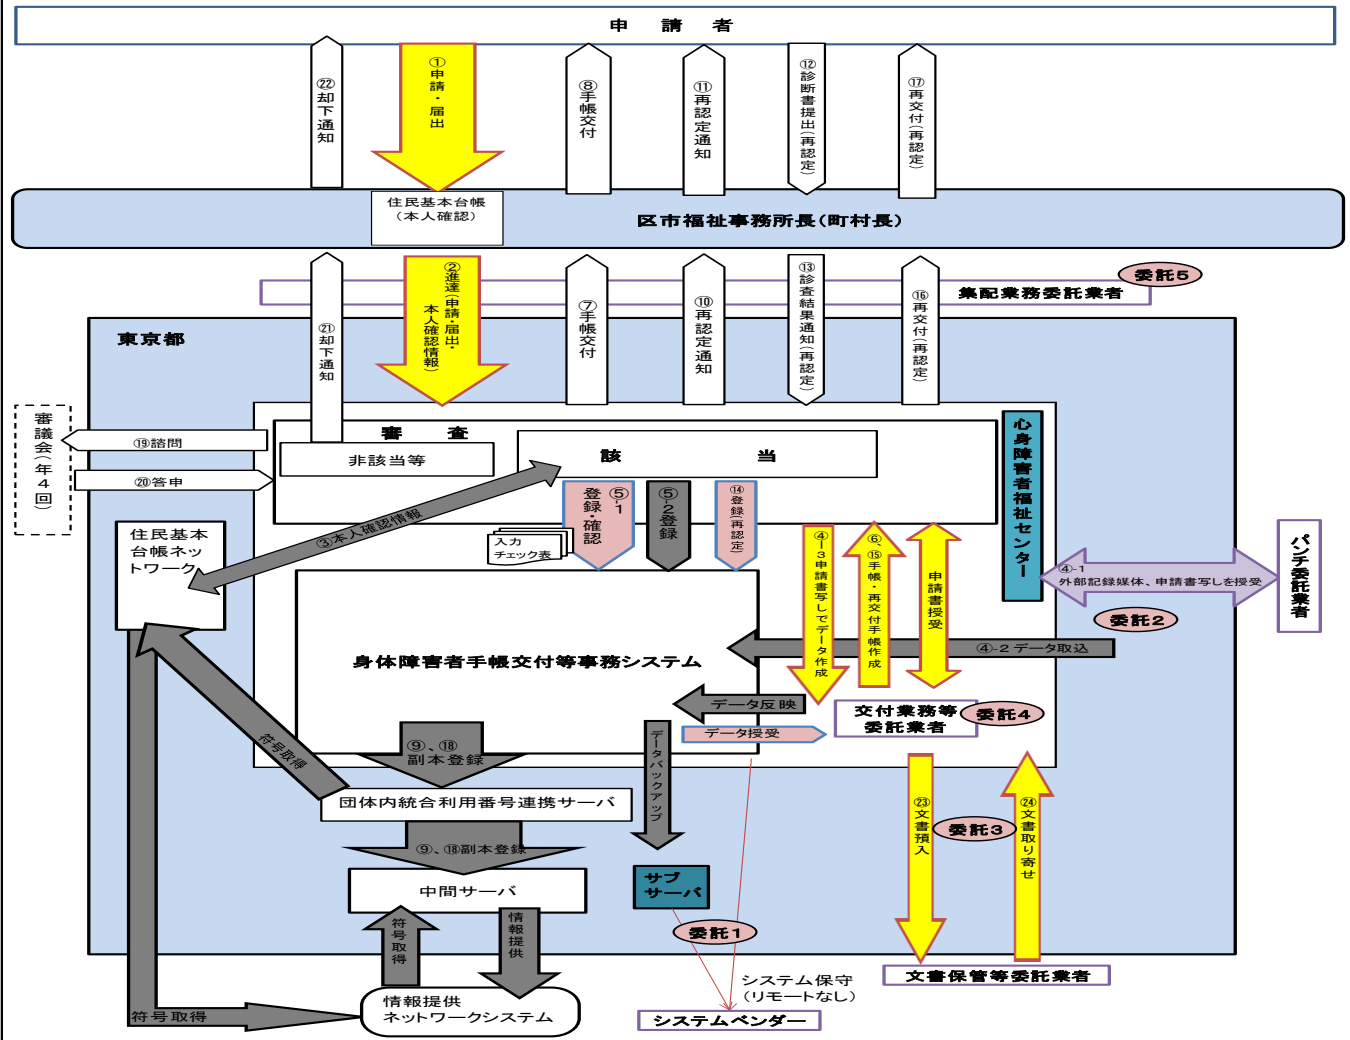 申 請 者
㉒却下通知
①申請・届出
⑧手帳交付
⑪再認定通知
⑫診断書提出(再認定)
⑰再交付(再認定)
住民基本台帳
(本人確認)
区市福祉事務所長(町村長)
㉑却下通知
②進達(申請・届出・
本人確認情報)
⑦手帳交付
⑩再認定通知
⑬診査結果通知(再認定)
⑯再交付(再認定)
委託5
集配業務委託業者
東京都
審議会(年4回)
⑲諮問
⑳答申
審 査
非該当等
該 当
心身障害者福祉センター
住民基本
台帳ネッ
トワーク
③本人確認情報
入力
チェック表
⑤-1
登録・確認
⑤-2登録
⑭登録(再認定)
④-3申請書写しでデータ作成
⑥、⑮手帳・再交付手帳作成
申請書授受
④-1
外部記録媒体、申請書写しを授受
パンチ委託業者
委託2
④-2 データ取込
身体障害者手帳交付等事務システム
データ反映
データ授受
交付業務等
委託業者
委託4
符号取得
⑨、⑱
副本登録
データバックアップ
団体内統合利用番号連携サーバ
⑨、⑱副本登録
中間サーバ
サブ
サーバ
委託1
委託3
㉓文書預入
㉔文書取り寄せ
符号取得
情報提供
文書保管等委託業者
システム保守
(リモートなし)
システムベンダー
情報提供
ネットワークシステム
符号取得